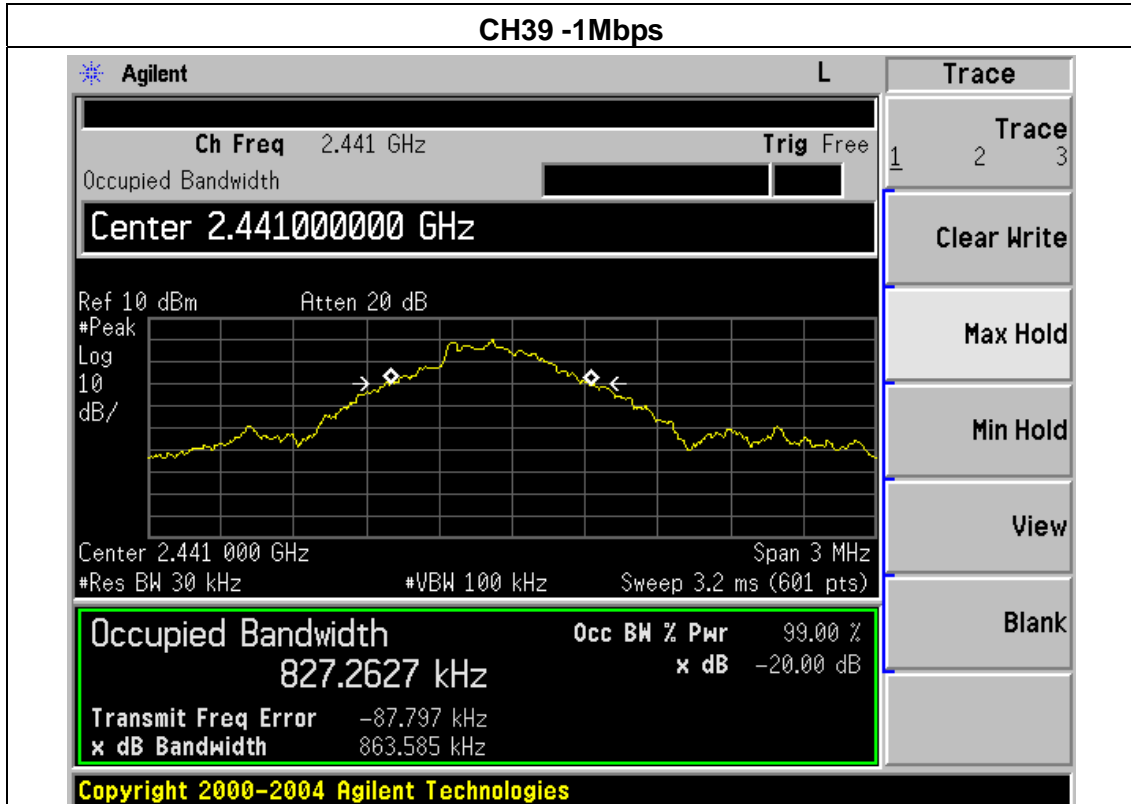 CH39 -1Mbps
Agilent L Trace
Ch Freq 2.441 GHz Trig Free
Occupied Bandwidth
Center 2.441000000 GHz
Ref 10 dBm Atten 20 dB
#Peak
Log
10
dB/
Center 2.441 000 GHz Span 3 MHz
#Res BW 30 kHz #VBW 100 kHz Sweep 3.2 ms (601 pts)
Occupied Bandwidth Occ BW % Pwr 99.00 %
827.2627 kHz x dB -20.00 dB
Transmit Freq Error -87.797 kHz
x dB Bandwidth 863.585 kHz
Copyright 2000-2004 Agilent Technologies
Trace
1 2 3
Clear Write
Max Hold
Min Hold
View
Blank